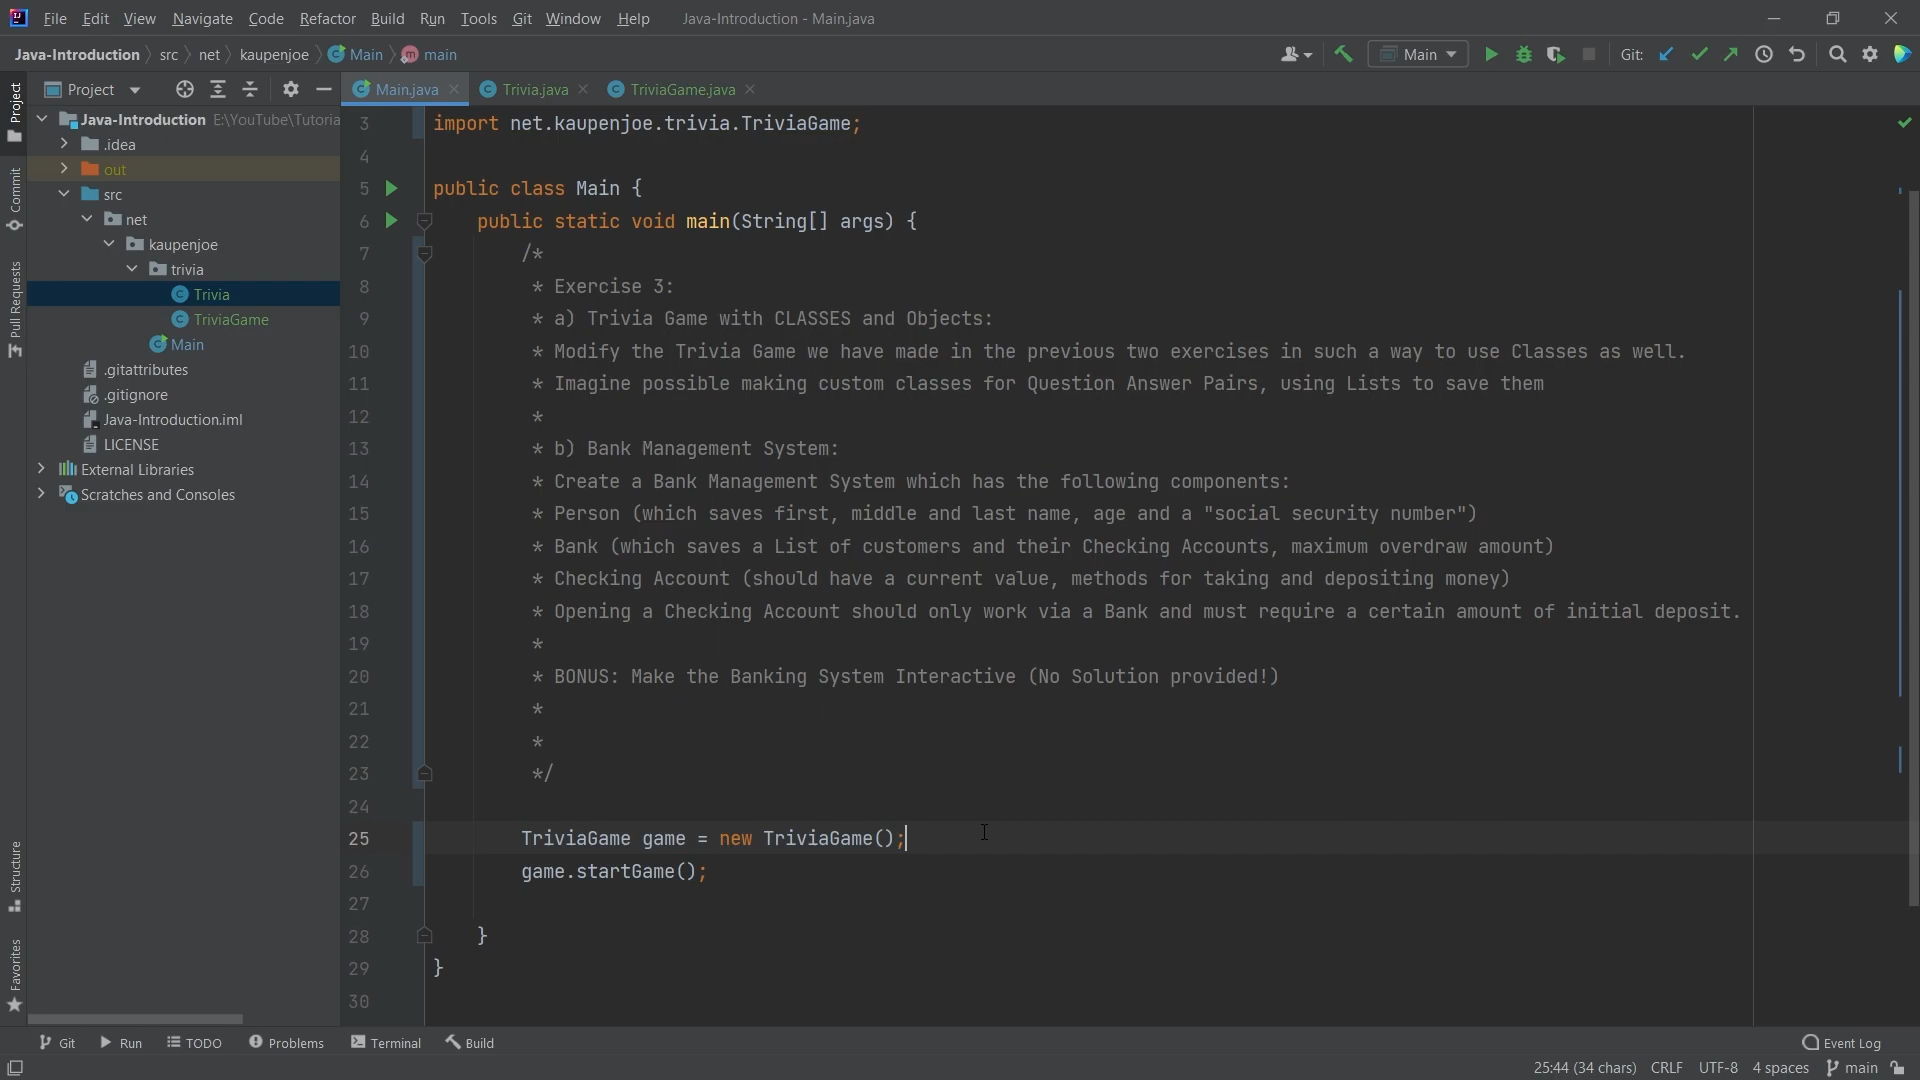 File Edit View Navigate Code Refactor Build Run Tools Git Window Help Java-Introduction - Main.java
Java-Introduction src net kaupenjoe Main main Main Git:
Project Main.java Trivia.java TriviaGame.java
Project
Commit
Pull Requests
Structure
Favorites
Java-Introduction E:\YouTube\Tutoria
.idea
out
src
net
kaupenjoe
trivia
Trivia
TriviaGame
Main
.gitattributes
.gitignore
Java-Introduction.iml
LICENSE
External Libraries
Scratches and Consoles
3 import net.kaupenjoe.trivia.TriviaGame;
4
5 public class Main {
6 public static void main(String[] args) {
7 /*
8 * Exercise 3:
9 * a) Trivia Game with CLASSES and Objects:
10 * Modify the Trivia Game we have made in the previous two exercises in such a way to use Classes as well.
11 * Imagine possible making custom classes for Question Answer Pairs, using Lists to save them
12 *
13 * b) Bank Management System:
14 * Create a Bank Management System which has the following components:
15 * Person (which saves first, middle and last name, age and a "social security number")
16 * Bank (which saves a List of customers and their Checking Accounts, maximum overdraw amount)
17 * Checking Account (should have a current value, methods for taking and depositing money)
18 * Opening a Checking Account should only work via a Bank and must require a certain amount of initial deposit.
19 *
20 * BONUS: Make the Banking System Interactive (No Solution provided!)
21 *
22 *
23 */
24
25 TriviaGame game = new TriviaGame();
26 game.startGame();
27
28 }
29 }
30
Git Run TODO Problems Terminal Build Event Log
25:44 (34 chars) CRLF UTF-8 4 spaces main